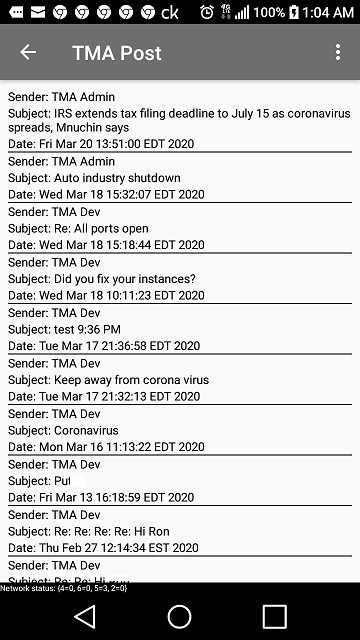 ck 4G LTE 100% 1:04 AM
TMA Post
Sender: TMA Admin
Subject: IRS extends tax filing deadline to July 15 as coronavirus
spreads, Mnuchin says
Date: Fri Mar 20 13:51:00 EDT 2020
Sender: TMA Admin
Subject: Auto industry shutdown
Date: Wed Mar 18 15:32:07 EDT 2020
Sender: TMA Dev
Subject: Re: All ports open
Date: Wed Mar 18 15:18:44 EDT 2020
Sender: TMA Dev
Subject: Did you fix your instances?
Date: Wed Mar 18 10:11:23 EDT 2020
Sender: TMA Dev
Subject: test 9:36 PM
Date: Tue Mar 17 21:36:58 EDT 2020
Sender: TMA Dev
Subject: Keep away from corona virus
Date: Tue Mar 17 21:32:13 EDT 2020
Sender: TMA Dev
Subject: Coronavirus
Date: Mon Mar 16 11:13:22 EDT 2020
Sender: TMA Dev
Subject: Put
Date: Fri Mar 13 16:18:59 EDT 2020
Sender: TMA Dev
Subject: Re: Re: Re: Re: Hi Ron
Date: Thu Feb 27 12:14:34 EST 2020
Sender: TMA Dev
Subject: Re: Re: Hi Ron
Network status: {4=0, 6=0, 5=3, 2=0}